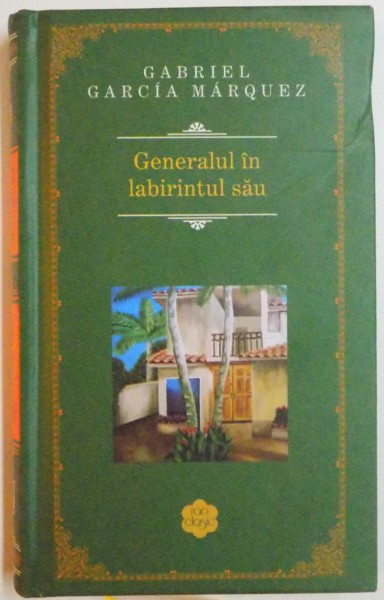 GABRIEL
GARCÍA MÁRQUEZ
Generalul în
labirintul său
rao
clasic